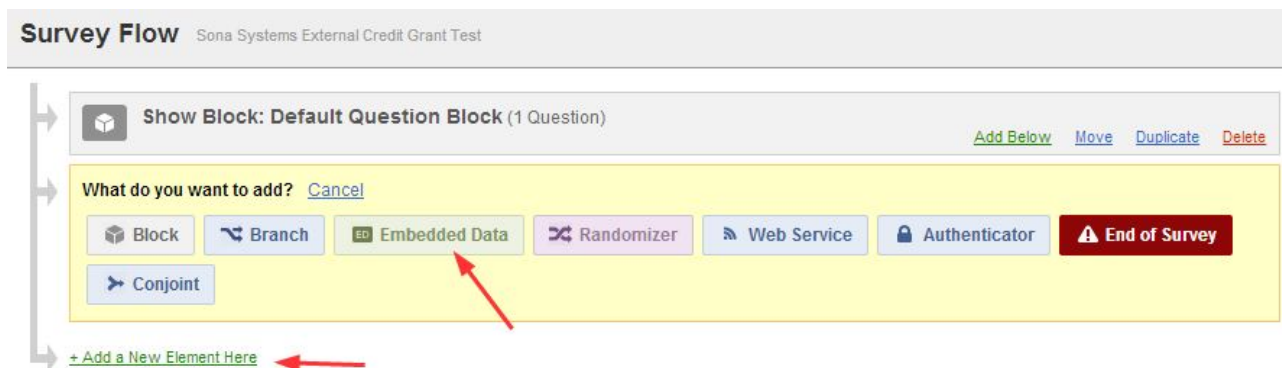 Survey Flow Sona Systems External Credit Grant Test
Show Block: Default Question Block (1 Question)
Add Below Move Duplicate Delete
What do you want to add? Cancel
Block Branch ED Embedded Data Randomizer Web Service Authenticator End of Survey
Conjoint
+ Add a New Element Here